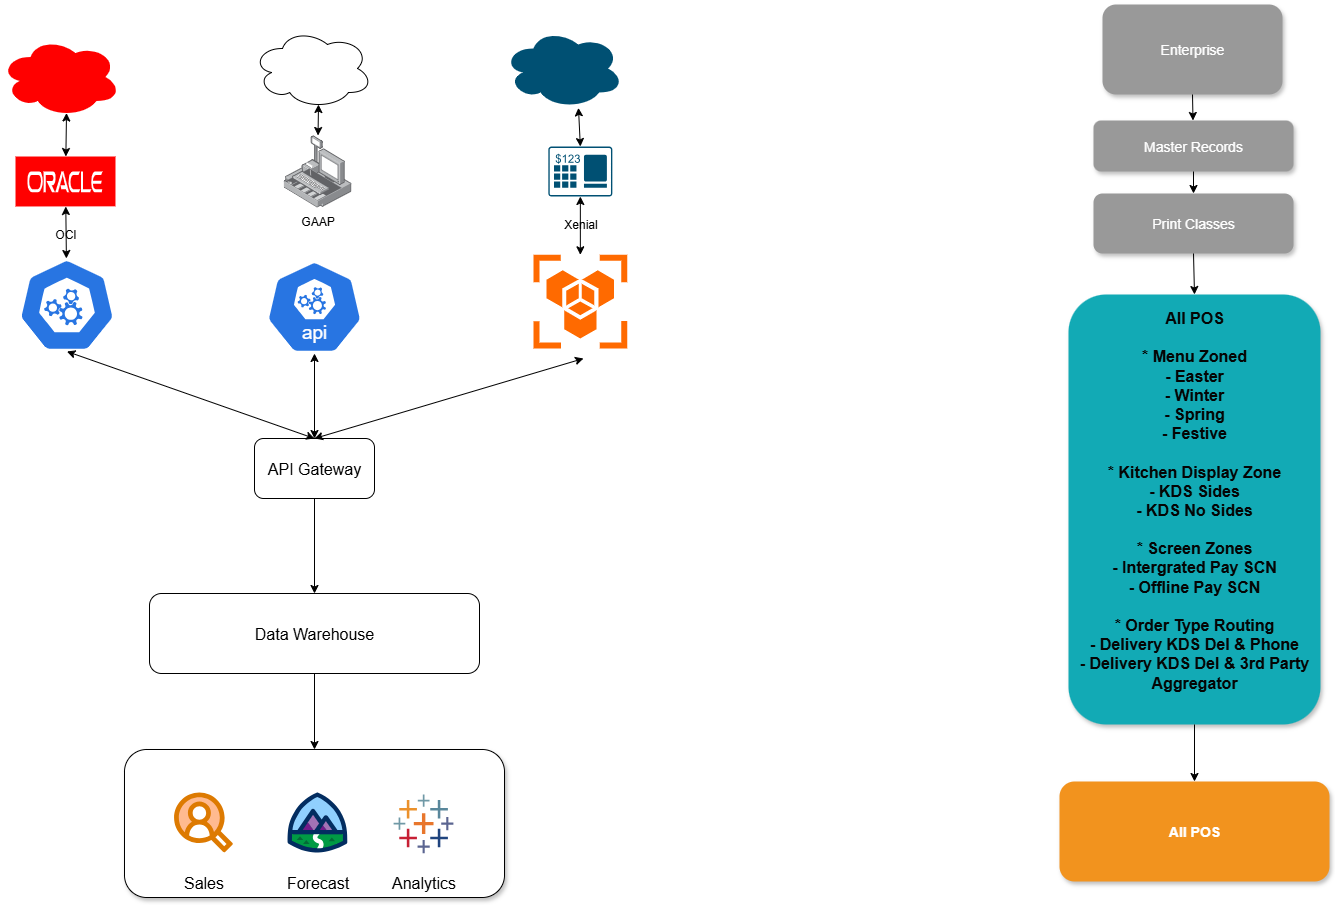 ORACLE
OCI
GAAP
$123
Xenial
api
API Gateway
Data Warehouse
Sales
Forecast
Analytics
Enterprise
Master Records
Print Classes
All POS
* Menu Zoned
- Easter
- Winter
- Spring
- Festive
* Kitchen Display Zone
- KDS Sides
- KDS No Sides
* Screen Zones
- Intergrated Pay SCN
- Offline Pay SCN
* Order Type Routing
- Delivery KDS Del & Phone
- Delivery KDS Del & 3rd Party
Aggregator
All POS